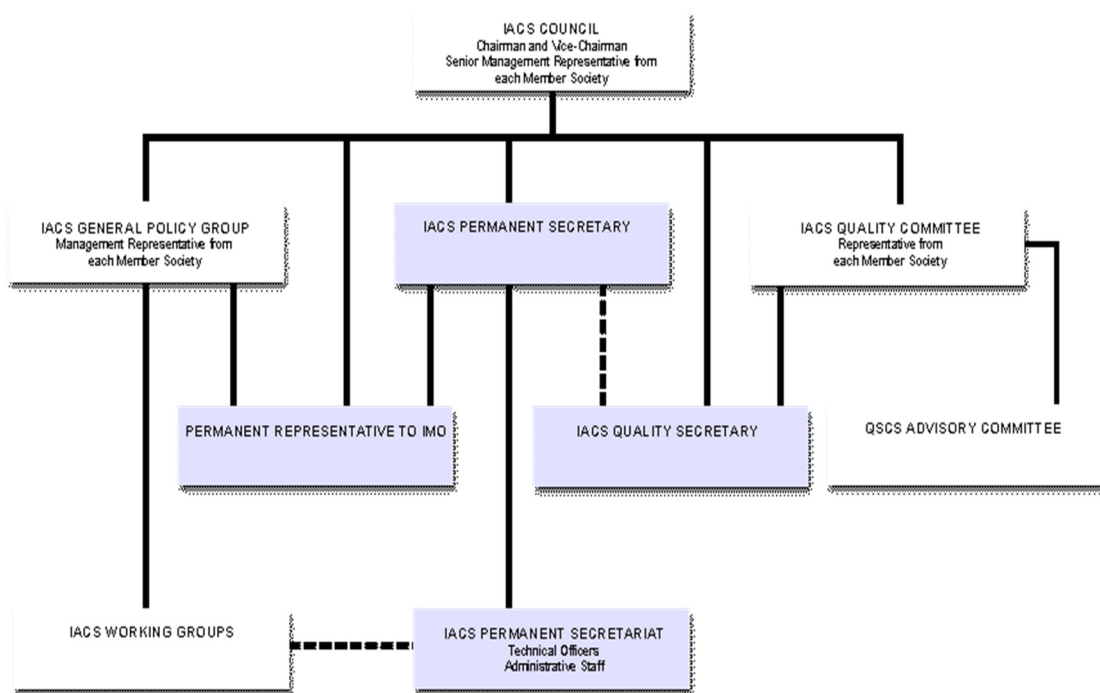 IACS COUNCIL
Chairman and Vice-Chairman
Senior Management Representative from
each Member Society
IACS GENERAL POLICY GROUP
Management Representative from
each Member Society
IACS PERMANENT SECRETARY
IACS QUALITY COMMITTEE
Representative from
each Member Society
PERMANENT REPRESENTATIVE TO IMO
IACS QUALITY SECRETARY
QSCS ADVISORY COMMITTEE
IACS WORKING GROUPS
IACS PERMANENT SECRETARIAT
Technical Officers
Administrative Staff